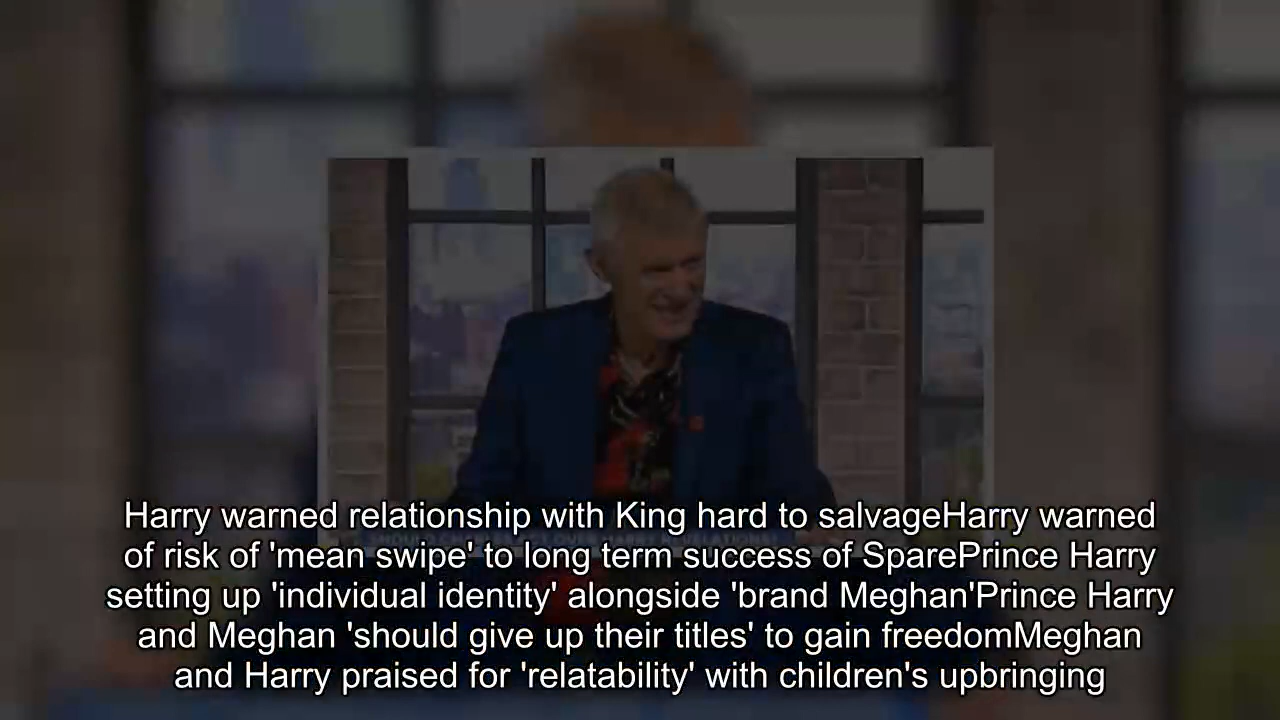 Harry warned relationship with King hard to salvageHarry warned
of risk of 'mean swipe' to long term success of SparePrince Harry
setting up 'individual identity' alongside 'brand Meghan'Prince Harry
and Meghan 'should give up their titles' to gain freedomMeghan
and Harry praised for 'relatability' with children's upbringing